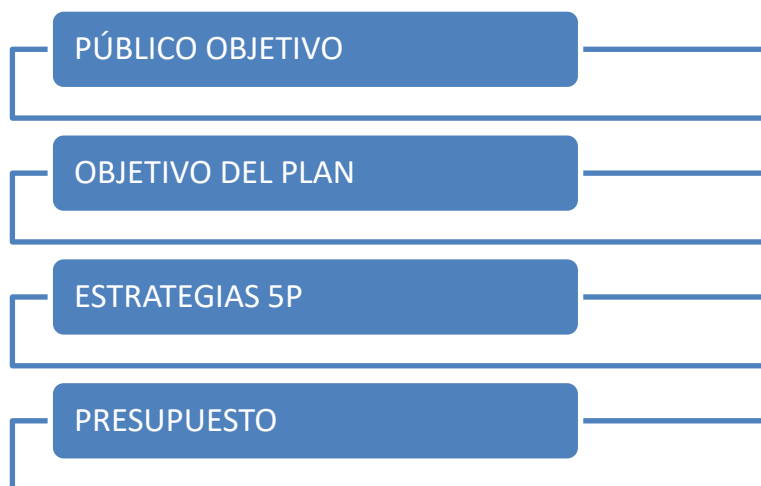 PÚBLICO OBJETIVO
OBJETIVO DEL PLAN
ESTRATEGIAS 5P
PRESUPUESTO